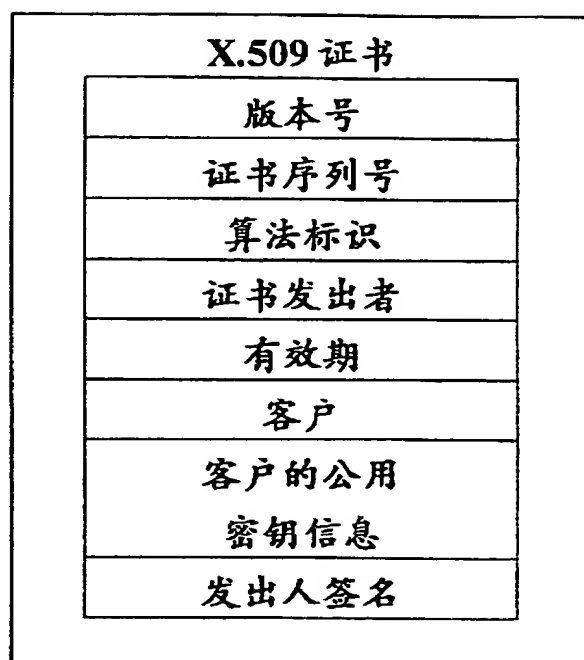 X.509 证书
版本号
证书序列号
算法标识
证书发出者
有效期
客户
客户的公用
密钥信息
发出人签名